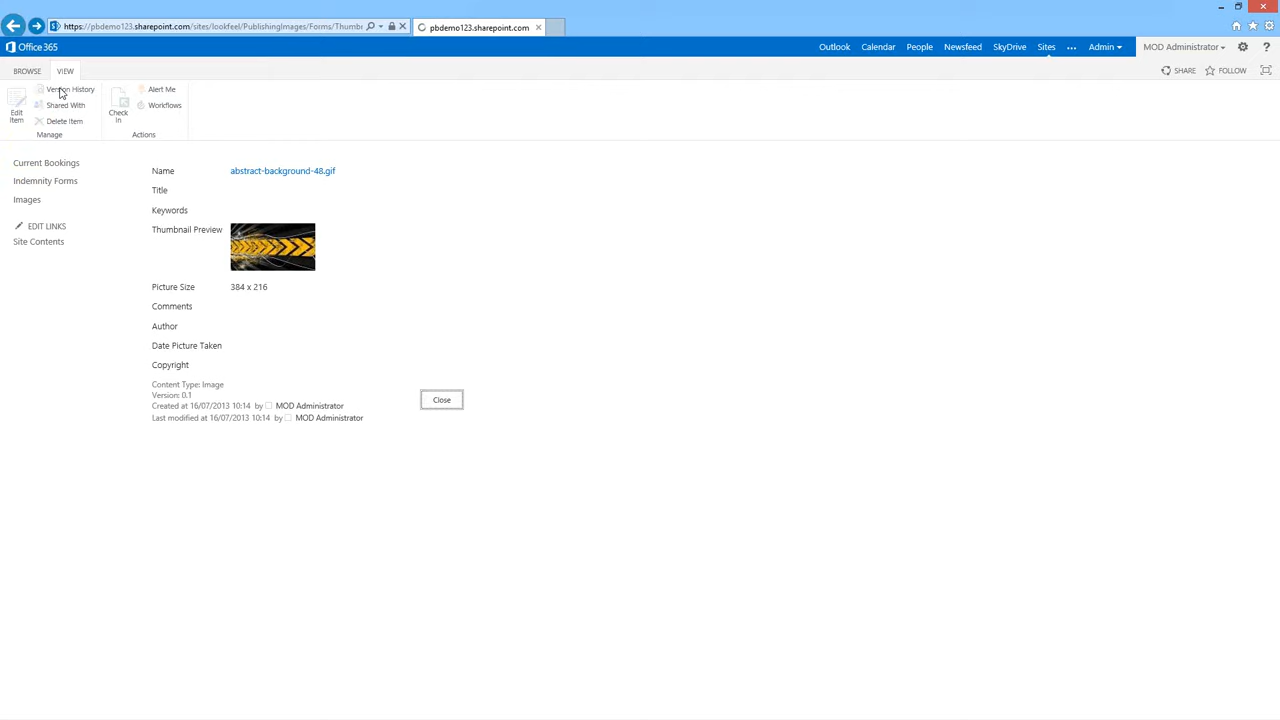 https://pbdemo123.sharepoint.com/sites/lookfeel/PublishingImages/Forms/Thumbr
pbdemo123.sharepoint.com
Office 365
Outlook Calendar People Newsfeed SkyDrive Sites ... Admin MOD Administrator ?
BROWSE VIEW
SHARE FOLLOW
Edit Item
Version History
Shared With
Delete Item
Manage
Check In
Alert Me
Workflows
Actions
Current Bookings
Indemnity Forms
Images
EDIT LINKS
Site Contents
Name abstract-background-48.gif
Title
Keywords
Thumbnail Preview
Picture Size 384 x 216
Comments
Author
Date Picture Taken
Copyright
Content Type: Image
Version: 0.1
Created at 16/07/2013 10:14 by MOD Administrator
Last modified at 16/07/2013 10:14 by MOD Administrator
Close